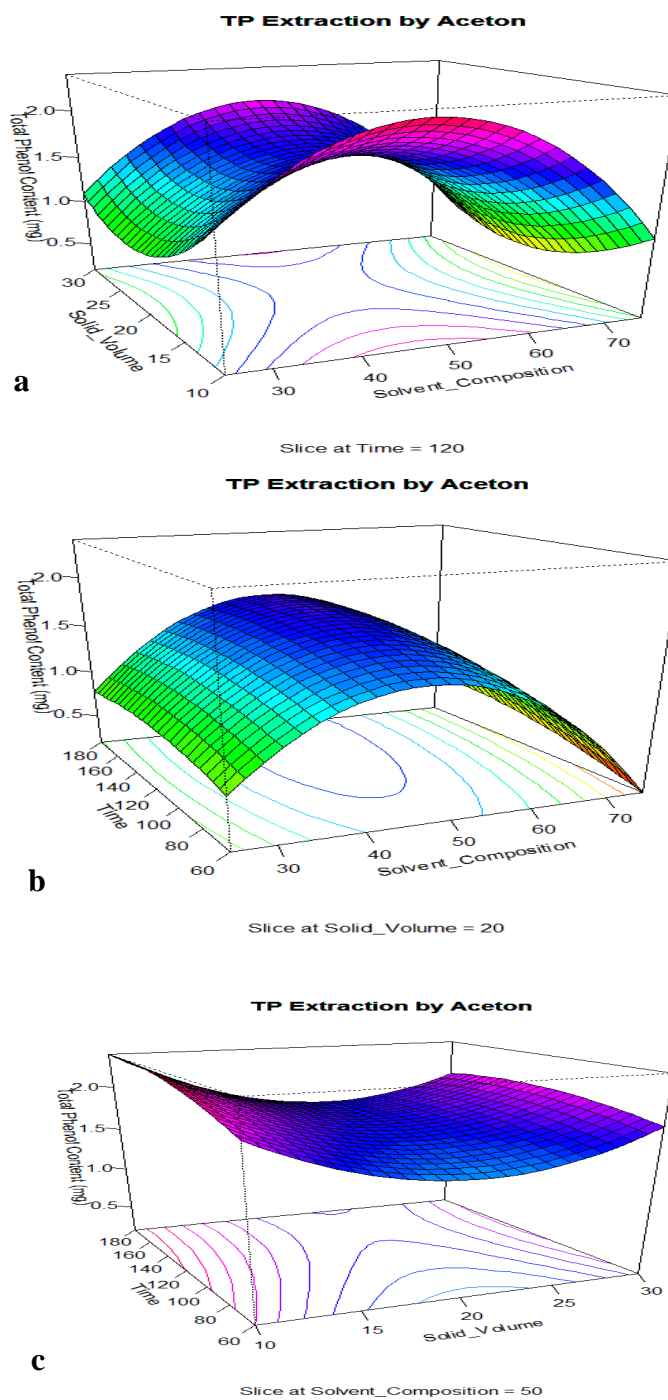 TP Extraction by Aceton
Total Phenol Content (mg)
2.0
1.5
1.0
0.5
30
25
20
15
10
Solid_Volume
30
40
50
60
70
Solvent_Composition
a
Slice at Time = 120
TP Extraction by Aceton
Total Phenol Content (mg)
2.0
1.5
1.0
0.5
180
160
140
120
100
80
60
Time
30
40
50
60
70
Solvent_Composition
b
Slice at Solid_Volume = 20
TP Extraction by Aceton
Total Phenol Content (mg)
2.0
1.5
1.0
0.5
180
160
140
120
100
80
60
Time
10
15
20
25
30
Solid_Volume
c
Slice at Solvent_Composition = 50